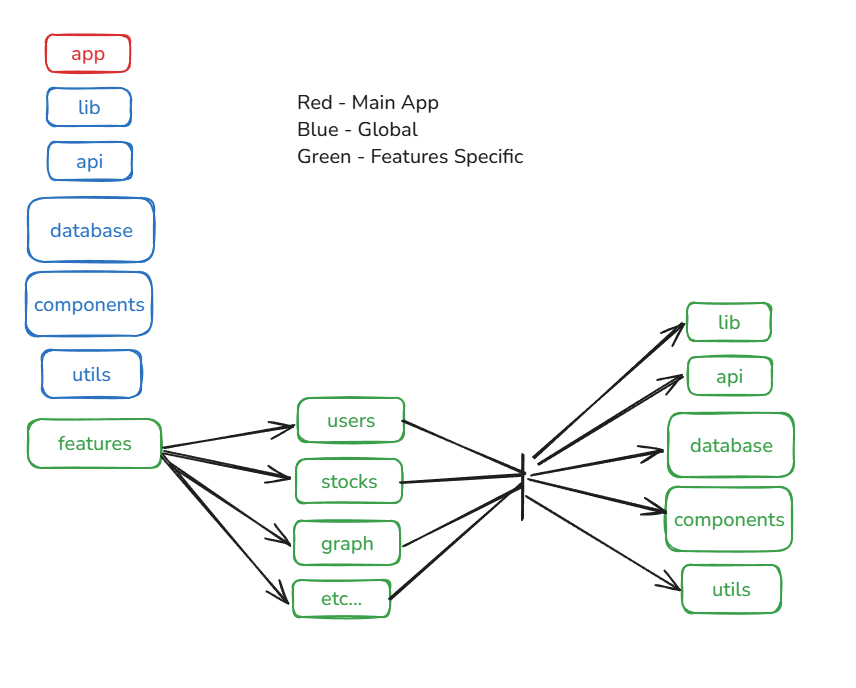 app
lib
api
database
components
utils
features
Red - Main App
Blue - Global
Green - Features Specific
users
stocks
graph
etc...
lib
api
database
components
utils